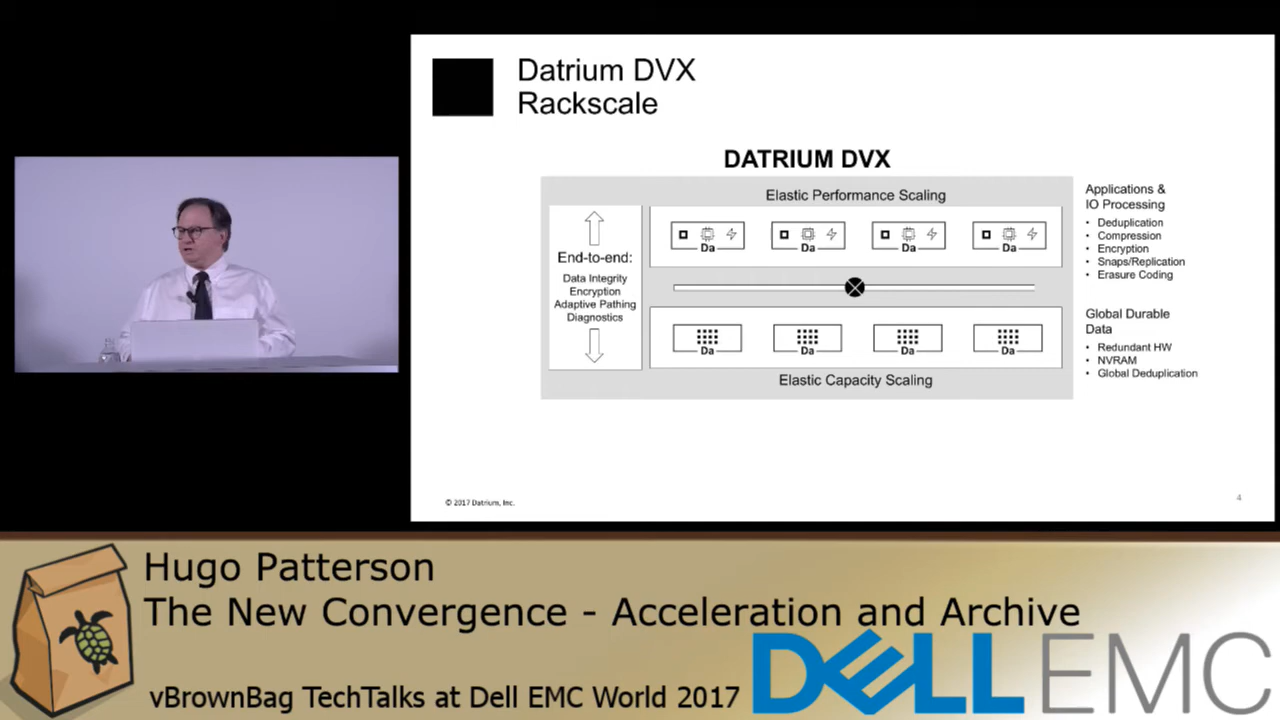 Datrium DVX
Rackscale
DATRIUM DVX
Elastic Performance Scaling
End-to-end:
Data Integrity
Encryption
Adaptive Pathing
Diagnostics
Da
Da
Da
Da
Da
Da
Da
Da
Elastic Capacity Scaling
Applications &
IO Processing
• Deduplication
• Compression
• Encryption
• Snaps/Replication
• Erasure Coding
Global Durable
Data
• Redundant HW
• NVRAM
• Global Deduplication
© 2017 Datrium, Inc.
4
Hugo Patterson
The New Convergence - Acceleration and Archive
vBrownBag TechTalks at Dell EMC World 2017
DELL EMC